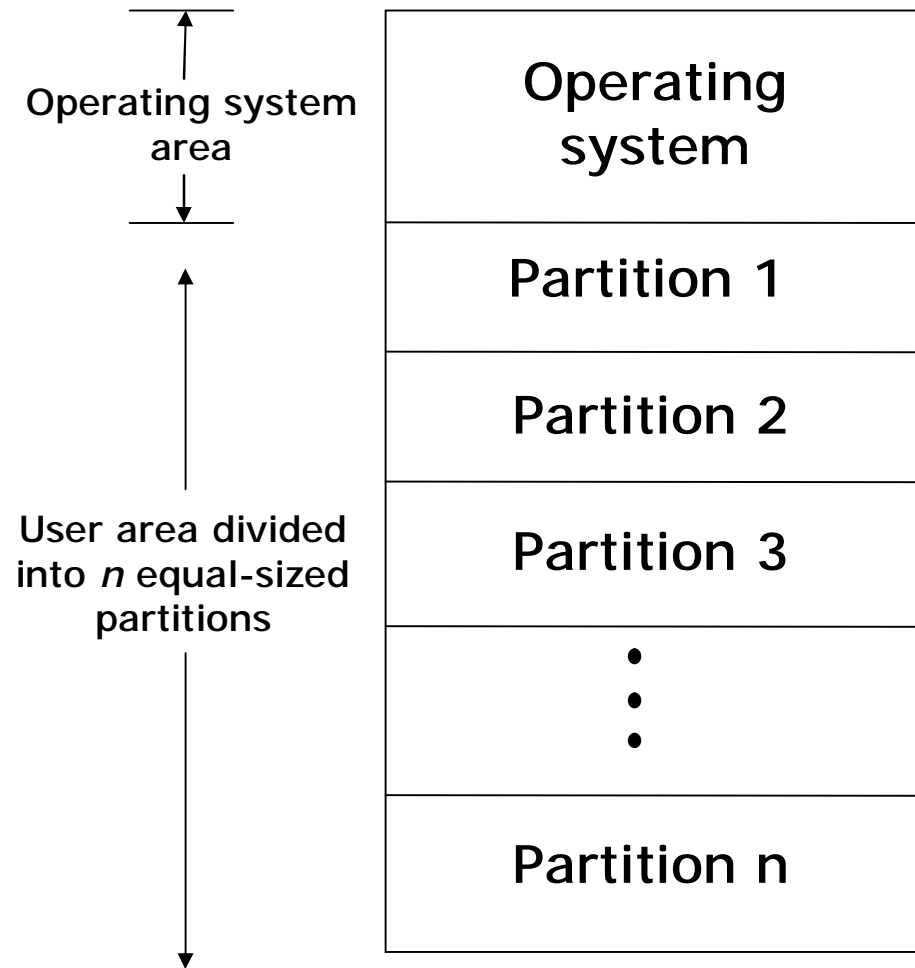 Operating system
area
Operating
system
Partition 1
Partition 2
User area divided
into n equal-sized
partitions
Partition 3
Partition n